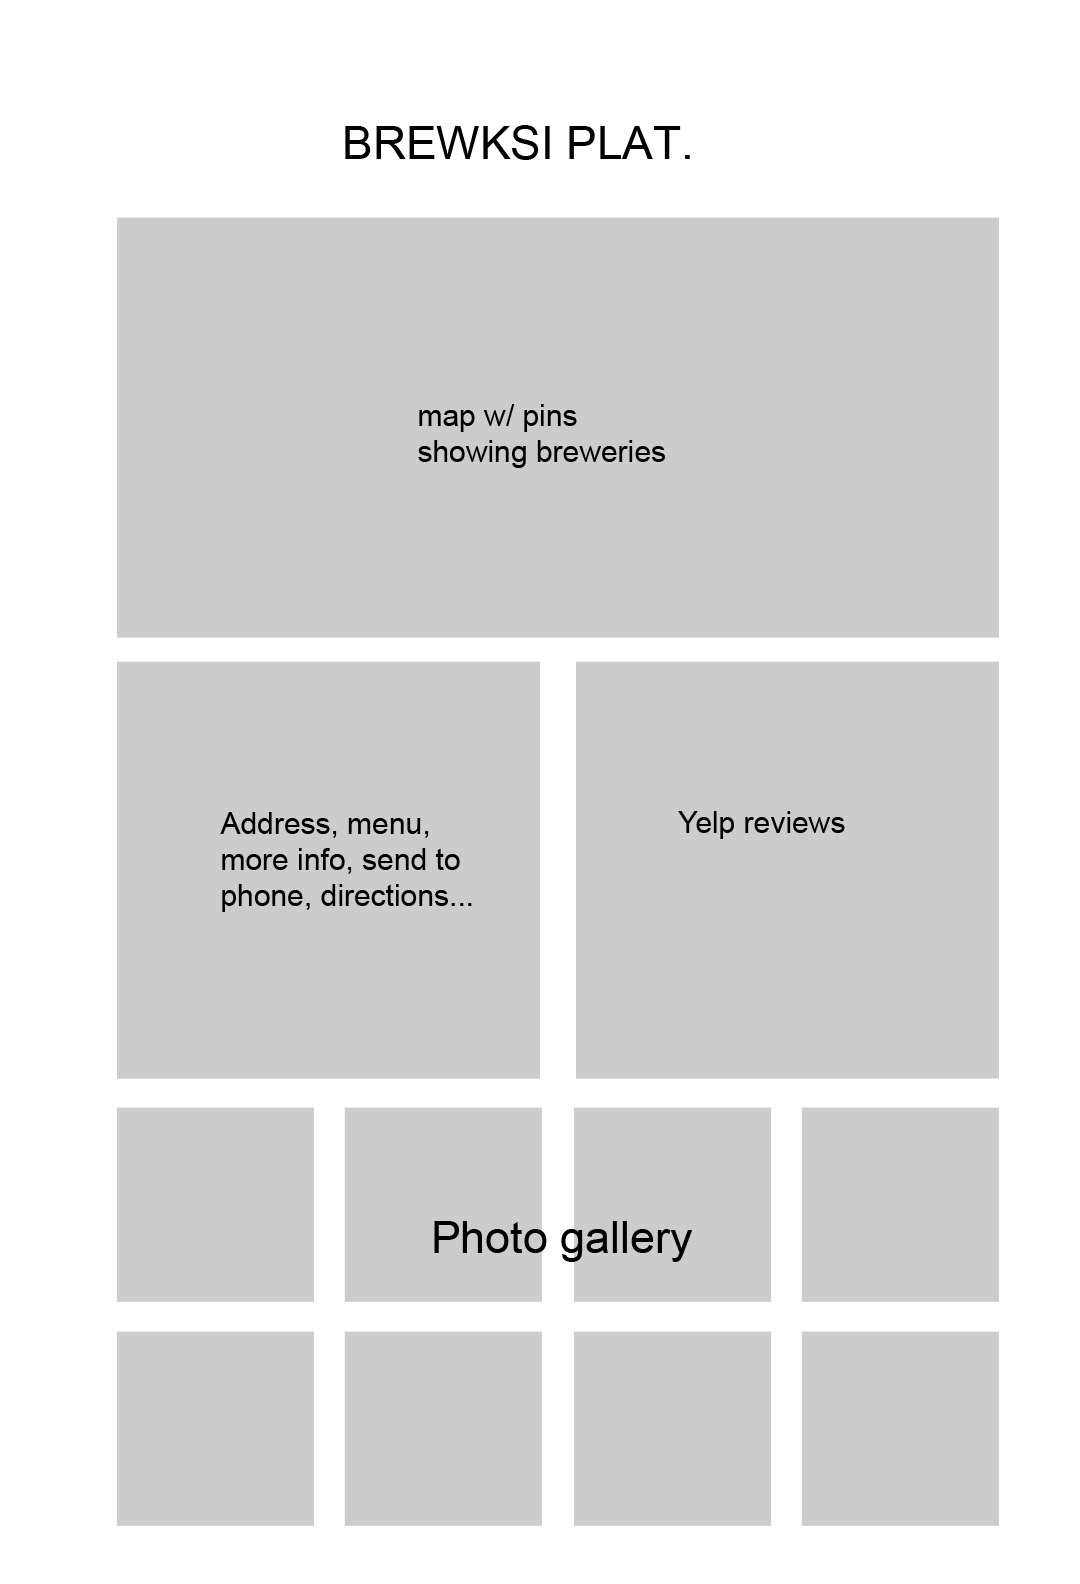 BREWKSI PLAT.
map w/ pins
showing breweries
Address, menu,
more info, send to
phone, directions...
Yelp reviews
Photo gallery